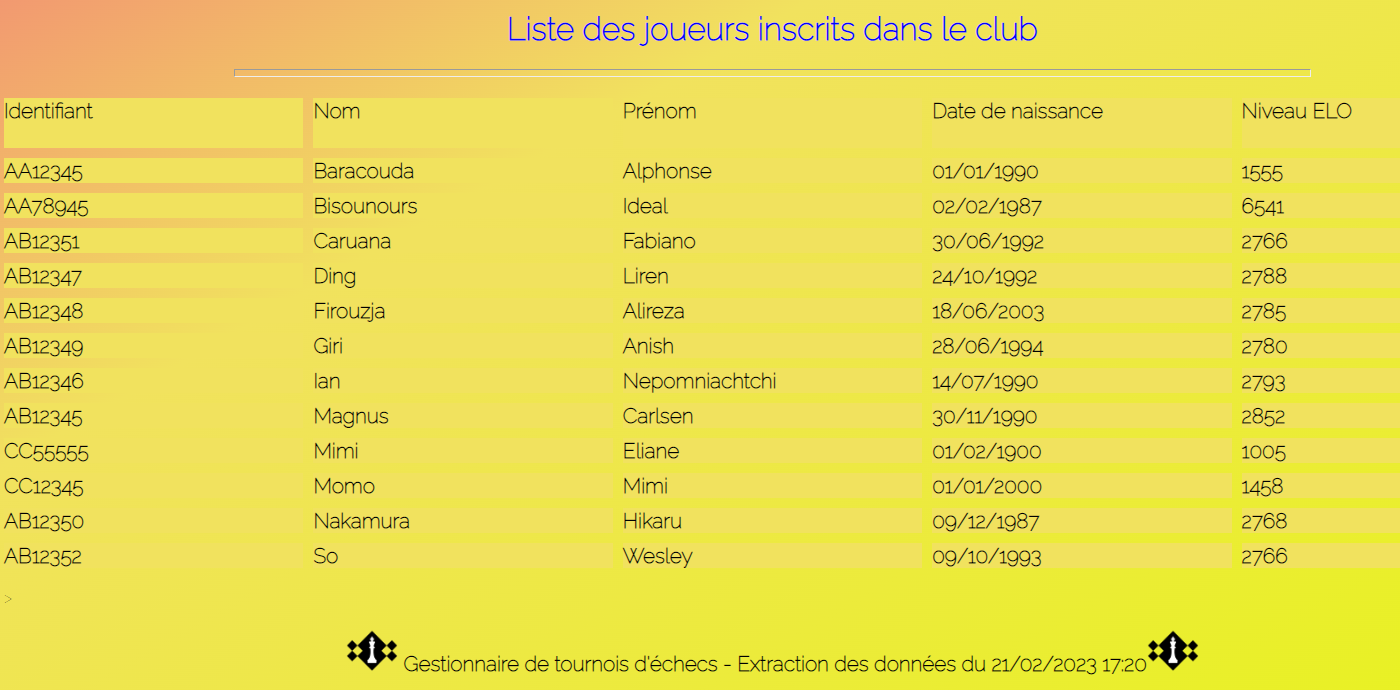 Liste des joueurs inscrits dans le club
Identifiant Nom Prénom Date de naissance Niveau ELO
AA12345 Baracouda Alphonse 01/01/1990 1555
AA78945 Bisounours Ideal 02/02/1987 6541
AB12351 Caruana Fabiano 30/06/1992 2766
AB12347 Ding Liren 24/10/1992 2788
AB12348 Firouzja Alireza 18/06/2003 2785
AB12349 Giri Anish 28/06/1994 2780
AB12346 Ian Nepomniachtchi 14/07/1990 2793
AB12345 Magnus Carlsen 30/11/1990 2852
CC55555 Mimi Eliane 01/02/1900 1005
CC12345 Momo Mimi 01/01/2000 1458
AB12350 Nakamura Hikaru 09/12/1987 2768
AB12352 So Wesley 09/10/1993 2766
>
Gestionnaire de tournois d'échecs - Extraction des données du 21/02/2023 17:20